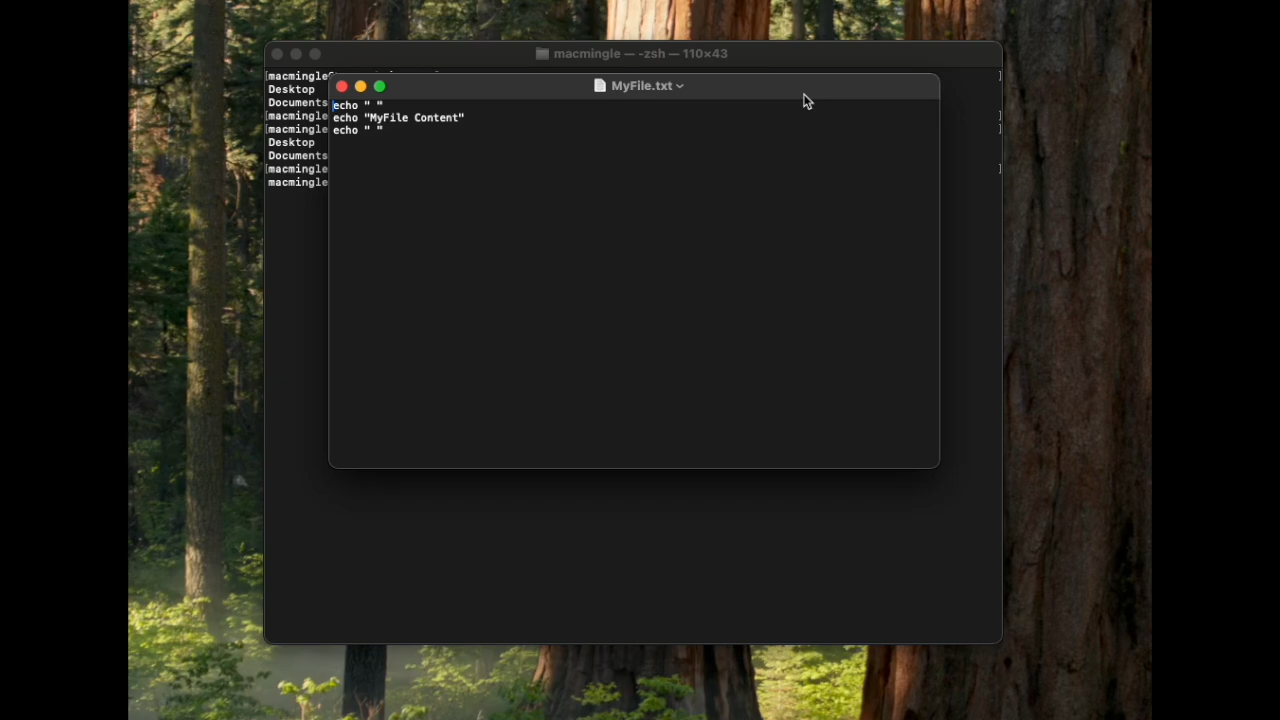 macmingle — -zsh — 110×43
[macmingle
Desktop
Documents
[macmingle
[macmingle
Desktop
Documents
[macmingle
macmingle
MyFile.txt
echo " "
echo "MyFile Content"
echo " "